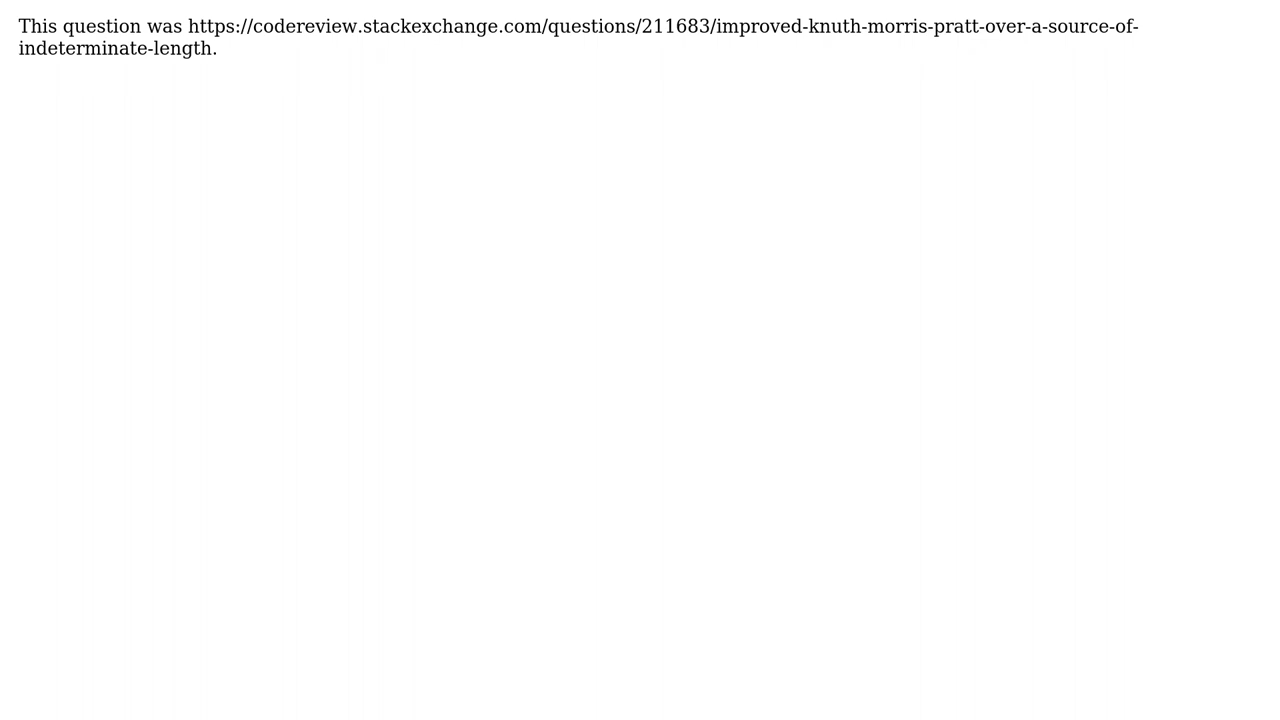 This question was https://codereview.stackexchange.com/questions/211683/improved-knuth-morris-pratt-over-a-source-of-
indeterminate-length.